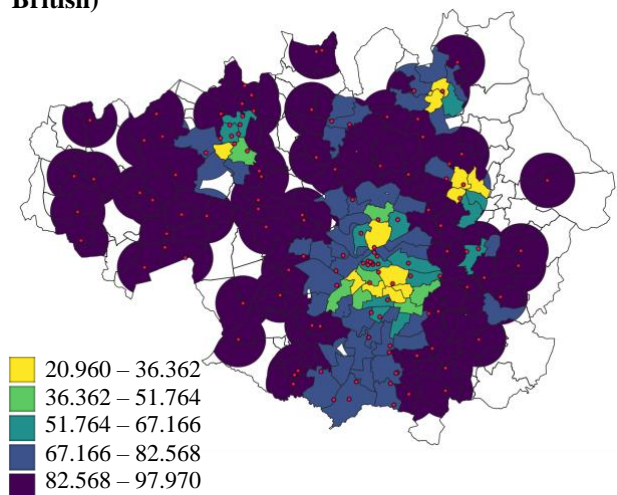 British)
20.960 – 36.362
36.362 – 51.764
51.764 – 67.166
67.166 – 82.568
82.568 – 97.970